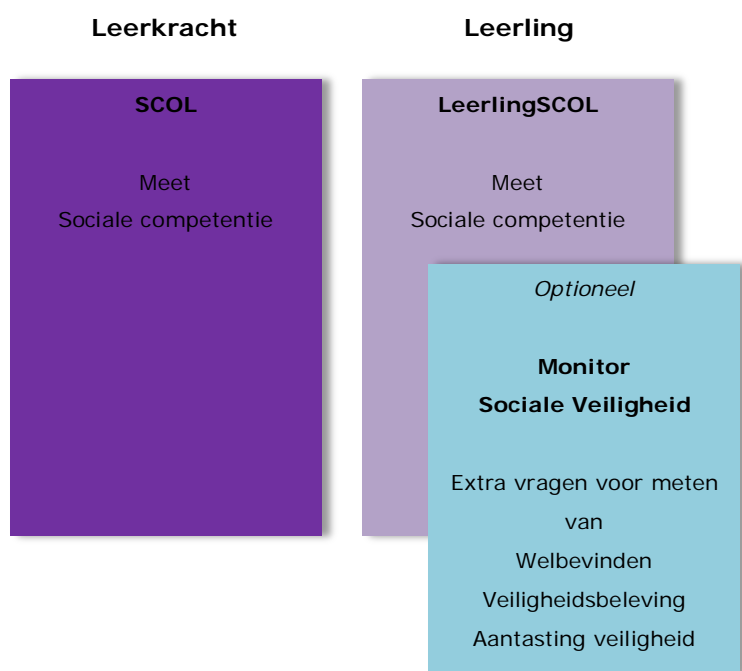 Leerkracht
Leerling
SCOL
Meet
Sociale competentie
LeerlingSCOL
Meet
Sociale competentie
Optioneel
Monitor
Sociale Veiligheid
Extra vragen voor meten
van
Welbevinden
Veiligheidsbeleving
Aantasting veiligheid